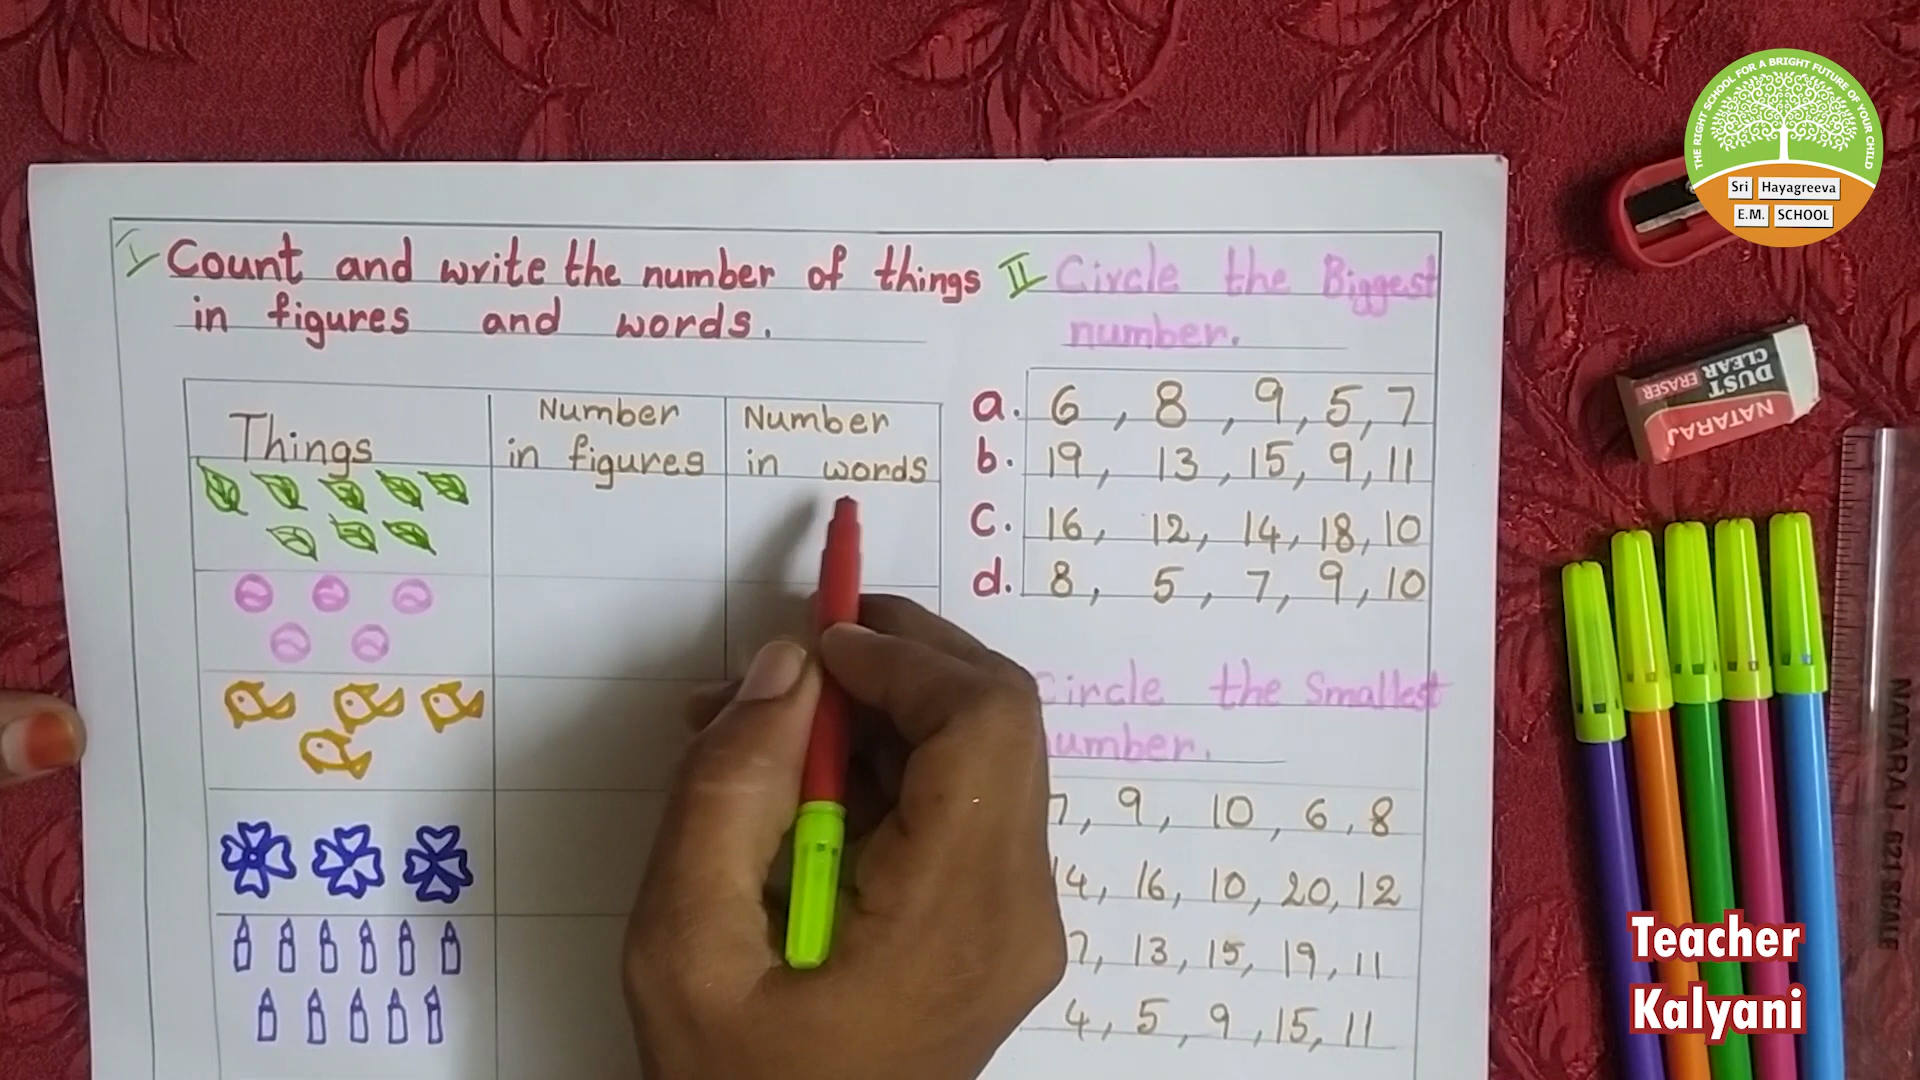 I Count and write the number of things
in figures and words.
Things
Number
in figures
Number
in words
II Circle the Biggest
number.
a. 6, 8, 9, 5, 7
b. 19, 13, 15, 9, 11
c. 16, 12, 14, 18, 10
d. 8, 5, 7, 9, 10
Circle the Smallest
number.
7, 9, 10, 6, 8
14, 16, 10, 20, 12
7, 13, 15, 19, 11
4, 5, 9, 15, 11
THE RIGHT SCHOOL FOR A BRIGHT FUTURE OF YOUR CHILD
Sri Hayagreeva
E.M. SCHOOL
NATARAJ
DUST
CLEAR
ERASER
NATARAJ 621 SCALE
Teacher
Kalyani